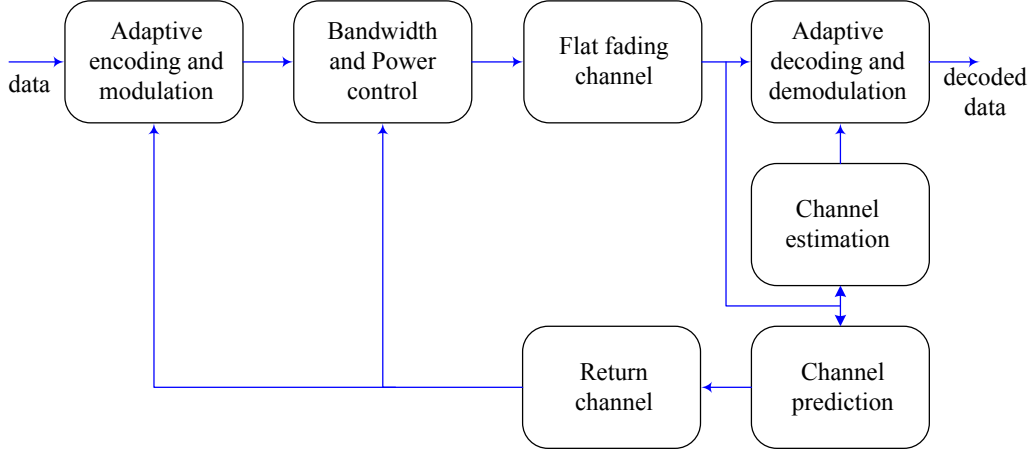 Adaptive
encoding and
modulation
Bandwidth
and Power
control
Flat fading
channel
Adaptive
decoding and
demodulation
data
decoded
data
Channel
estimation
Return
channel
Channel
prediction